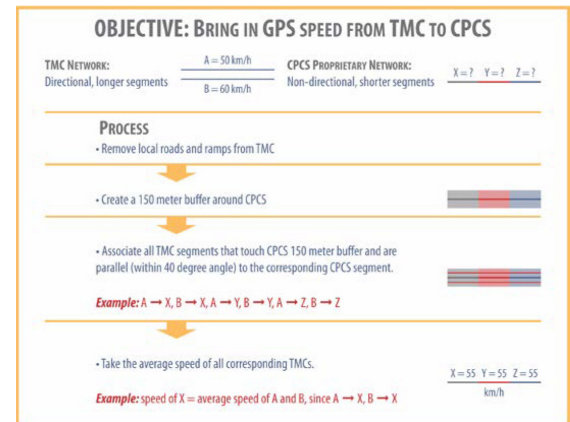 OBJECTIVE: BRING IN GPS SPEED FROM TMC TO CPCS
TMC NETWORK:
Directional, longer segments
A = 50 km/h
B = 60 km/h
CPCS PROPRIETARY NETWORK:
Non-directional, shorter segments
X = ? Y = ? Z = ?
PROCESS
• Remove local roads and ramps from TMC
• Create a 150 meter buffer around CPCS
• Associate all TMC segments that touch CPCS 150 meter buffer and are
parallel (within 40 degree angle) to the corresponding CPCS segment.
Example: A → X, B → X, A → Y, B → Y, A → Z, B → Z
• Take the average speed of all corresponding TMCs.
Example: speed of X = average speed of A and B, since A → X, B → X
X = 55 Y = 55 Z = 55
km/h